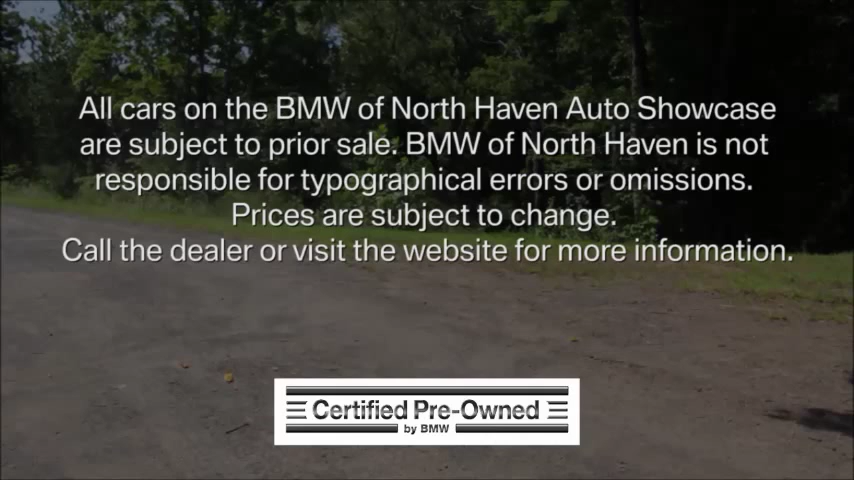 All cars on the BMW of North Haven Auto Showcase
are subject to prior sale. BMW of North Haven is not
responsible for typographical errors or omissions.
Prices are subject to change.
Call the dealer or visit the website for more information.
Certified Pre-Owned
by BMW